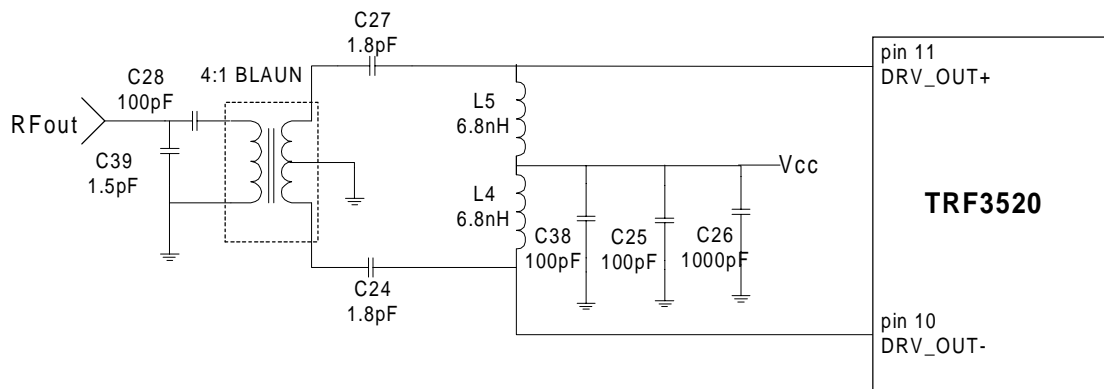 C27
1.8pF
4:1 BLAUN
C28
100pF
RFout
C39
1.5pF
L5
6.8nH
L4
6.8nH
Vcc
C38
100pF
C25
100pF
C26
1000pF
C24
1.8pF
pin 11
DRV_OUT+
TRF3520
pin 10
DRV_OUT-